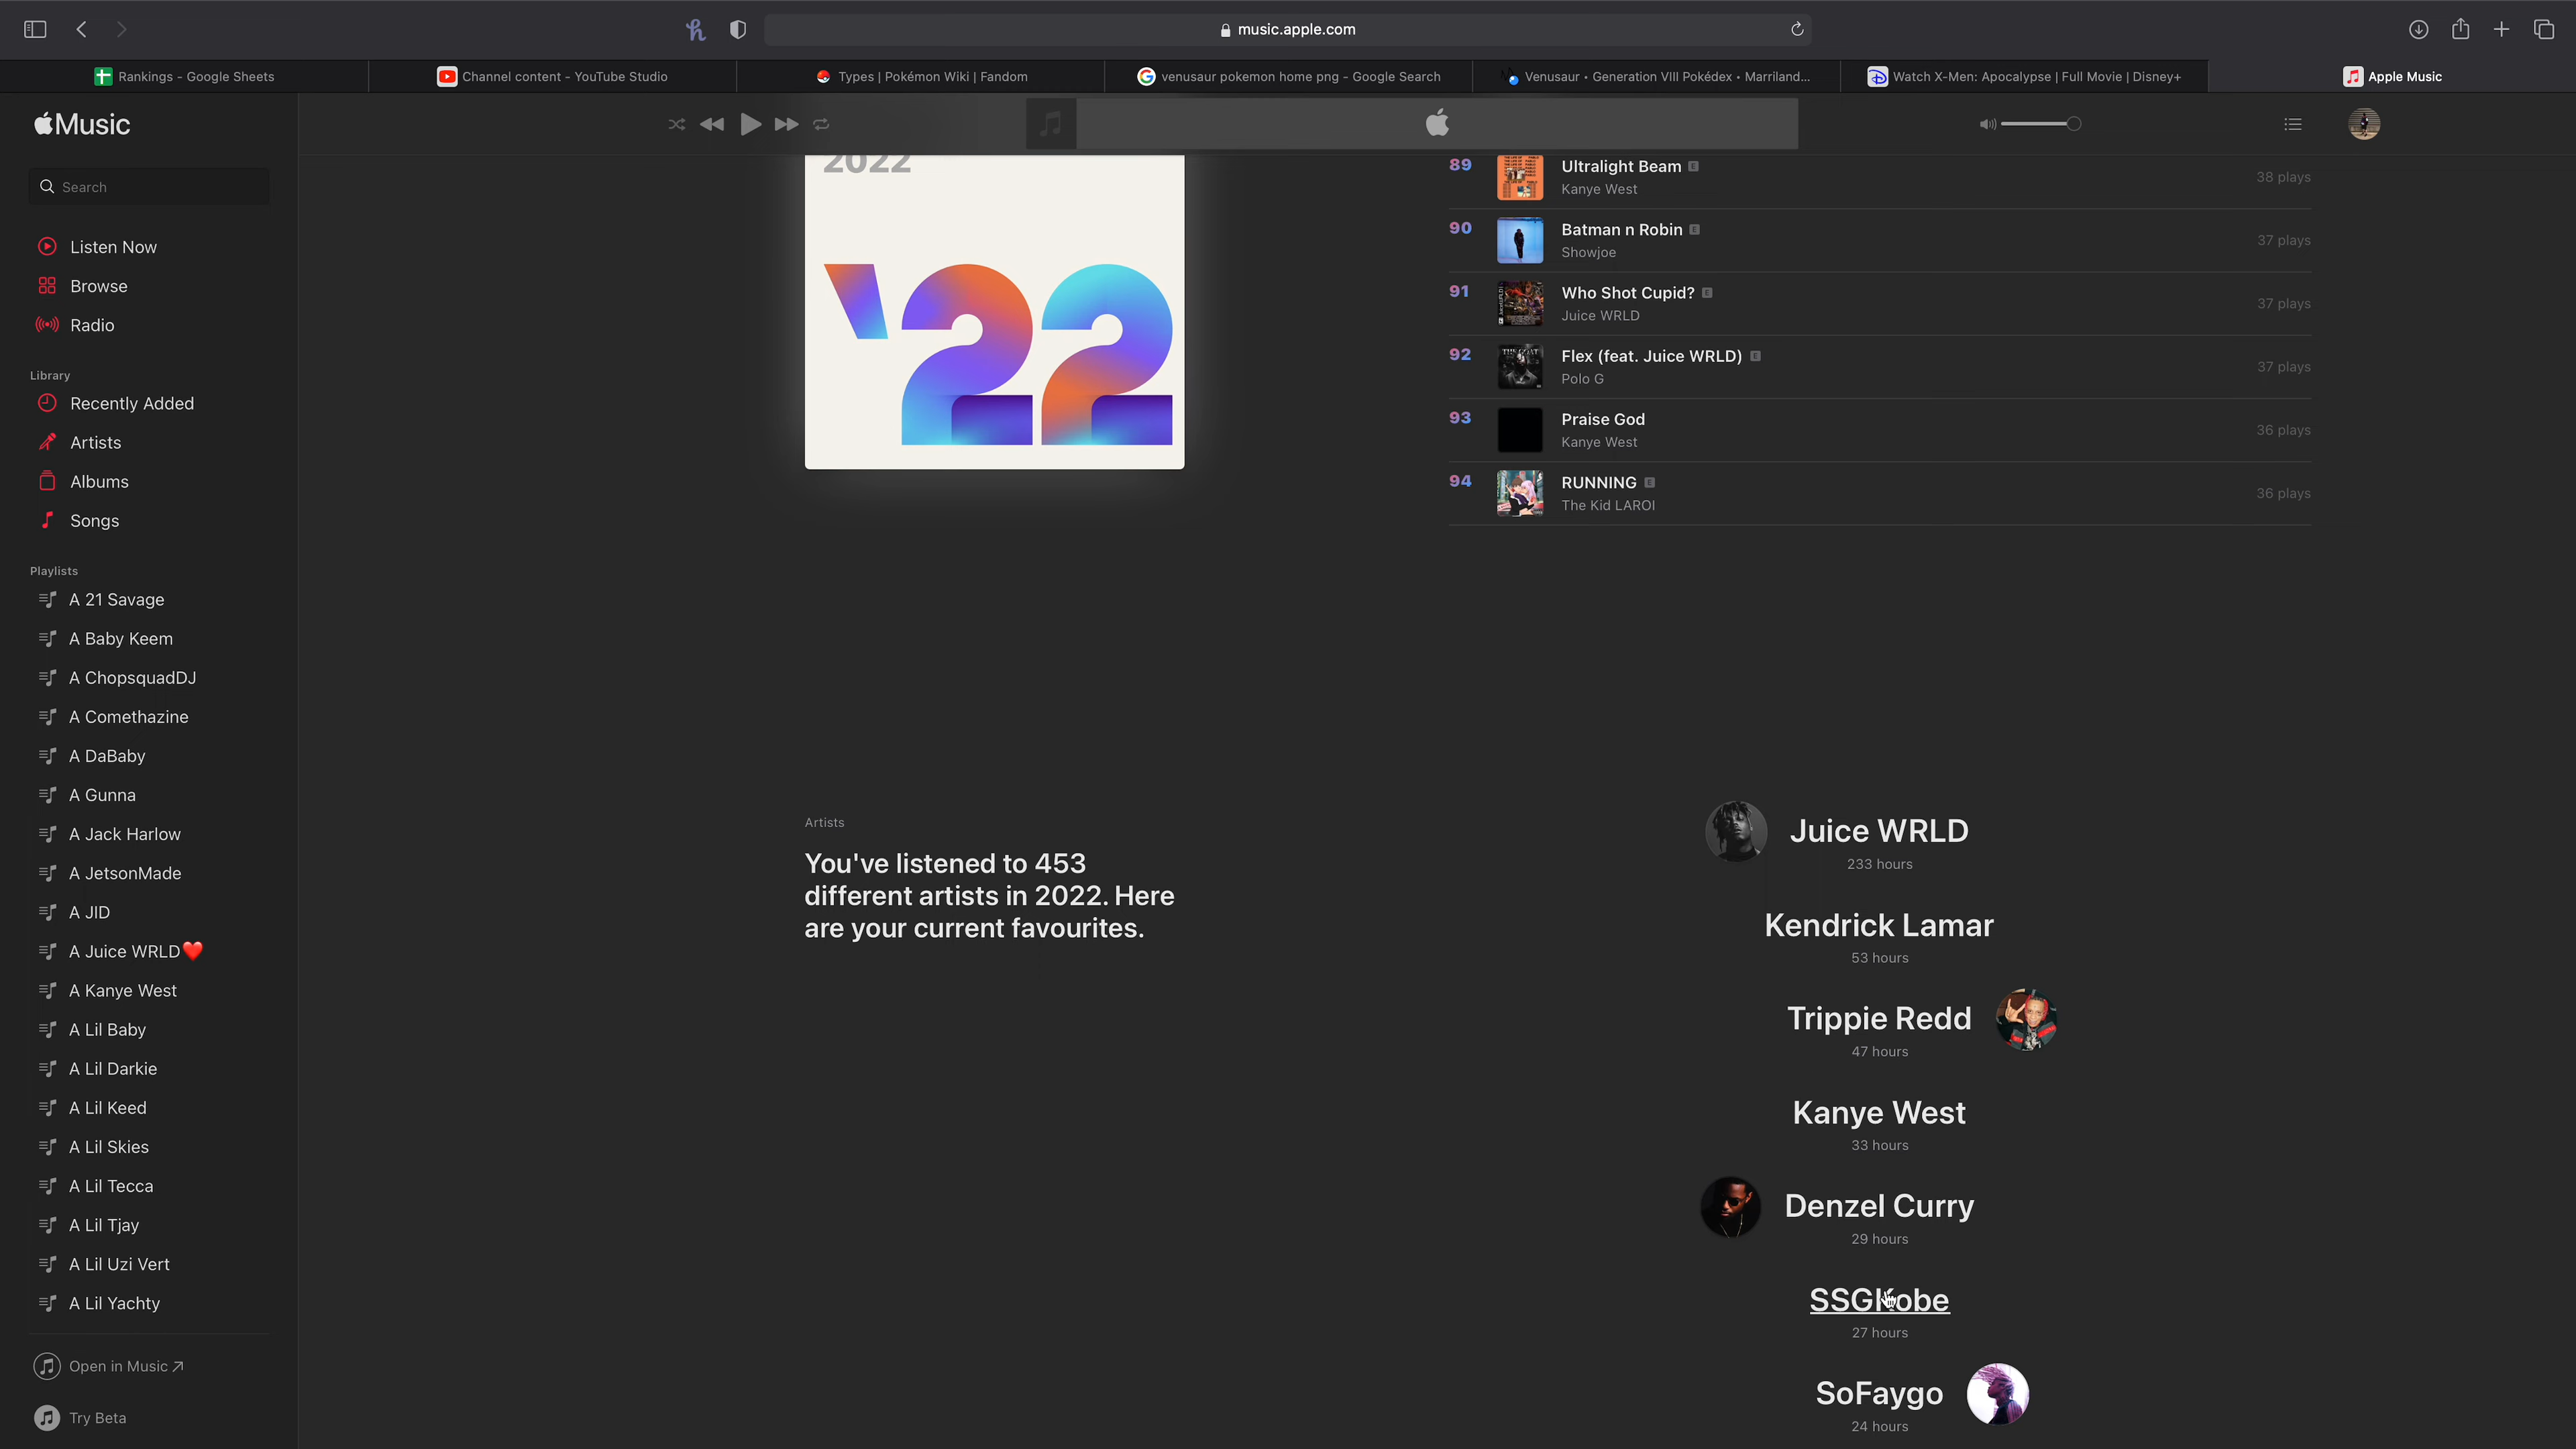 music.apple.com
Rankings - Google Sheets
Channel content - YouTube Studio
Types | Pokémon Wiki | Fandom
venusaur pokemon home png - Google Search
Venusaur • Generation VIII Pokédex • Marriland...
Watch X-Men: Apocalypse | Full Movie | Disney+
Apple Music
Music
Search
Listen Now
Browse
Radio
Library
Recently Added
Artists
Albums
Songs
Playlists
A 21 Savage
A Baby Keem
A ChopsquadDJ
A Comethazine
A DaBaby
A Gunna
A Jack Harlow
A JetsonMade
A JID
A Juice WRLD❤️
A Kanye West
A Lil Baby
A Lil Darkie
A Lil Keed
A Lil Skies
A Lil Tecca
A Lil Tjay
A Lil Uzi Vert
A Lil Yachty
Open in Music
Try Beta
2022
'22
89 Ultralight Beam E 38 plays
Kanye West
90 Batman n Robin E 37 plays
Showjoe
91 Who Shot Cupid? E 37 plays
Juice WRLD
92 Flex (feat. Juice WRLD) E 37 plays
Polo G
93 Praise God 36 plays
Kanye West
94 RUNNING E 36 plays
The Kid LAROI
Artists
You've listened to 453
different artists in 2022. Here
are your current favourites.
Juice WRLD
233 hours
Kendrick Lamar
53 hours
Trippie Redd
47 hours
Kanye West
33 hours
Denzel Curry
29 hours
SSGKobe
27 hours
SoFaygo
24 hours